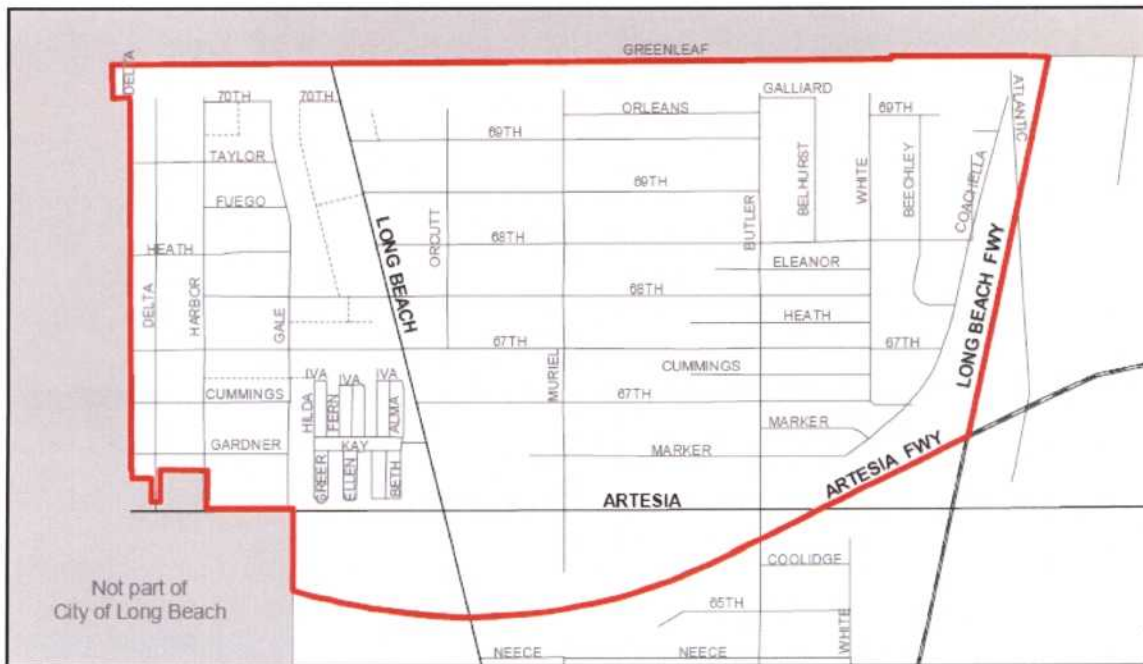 GREENLEAF
DELTA
70TH
70TH
GALLIARD
ATLANTIC
ORLEANS
69TH
69TH
TAYLOR
BELHURST
WHITE
BEECHLEY
69TH
FUEGO
COACHELLA
BUTLER
LONG BEACH
ORCUTT
68TH
HEATH
ELEANOR
DELTA
HARBOR
GALE
68TH
HEATH
LONG BEACH FWY
67TH
67TH
MURIEL
CUMMINGS
IVA
IVA
IVA
CUMMINGS
HILDA
FERN
ALMA
67TH
MARKER
GARDNER
KAY
MARKER
GREER
ELLEN
BETH
ARTESIA FWY
ARTESIA
COOLIDGE
Not part of
City of Long Beach
65TH
WHITE
NEECE
NEECE